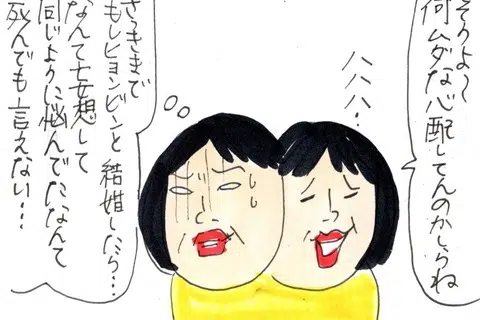 そりよ〜
何ムダな心配してんのかしらね
ハハハ…
さっきまで
もしヒョンビンと結婚したら…
なんて妄想して
同じように悩んでたなんて
死んでも言えない…